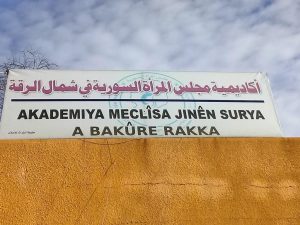 أكاديمية مجلس المرأة السورية في شمال الرقة
AKADEMIYA MECLÎSA JINÊN SURYA
A BAKÛRE RAKKA